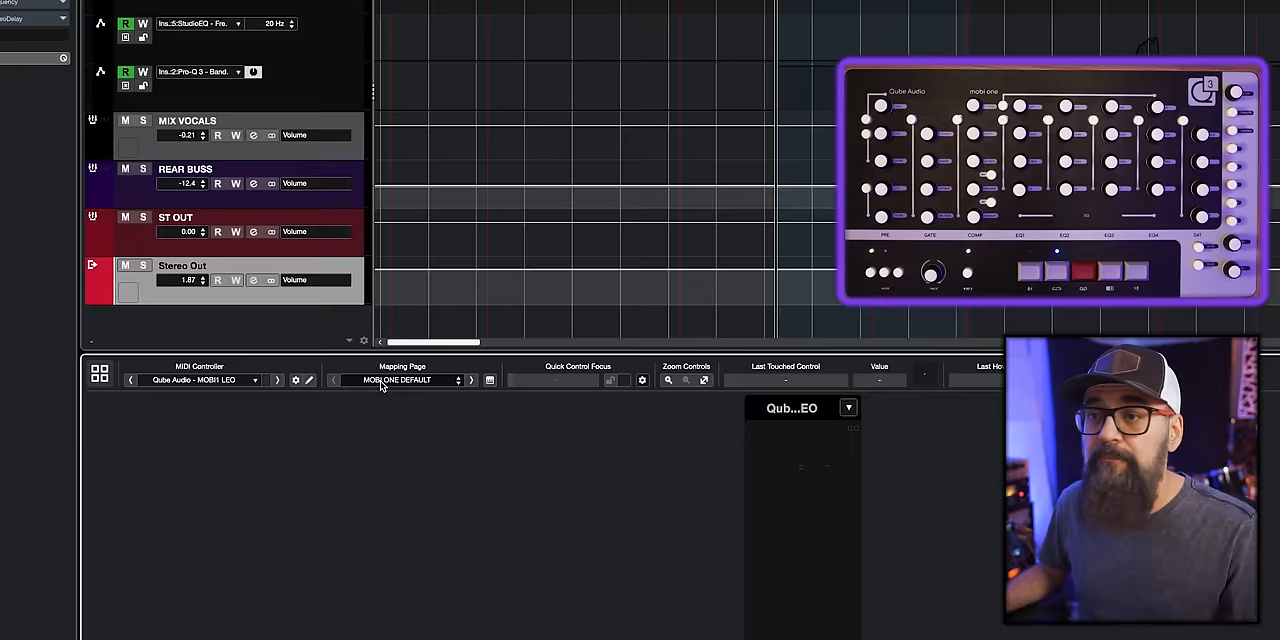 R W Ins.:5:StudioEQ - Fre. 20 Hz
R W Ins.:2:Pro-Q 3 - Band.
M S MIX VOCALS
-0.21 R W Volume
M S REAR BUSS
-12.4 R W Volume
M S ST OUT
0.00 R W Volume
M S Stereo Out
1.87 R W Volume
Qube Audio mobi one
3
PRE GATE COMP EQ1 EQ2 EQ3 EQ4 SAT
EQ
MIDI Controller Mapping Page Quick Control Focus Zoom Controls Last Touched Control Value
Qube Audio - MOBI1 LEO MOBI ONE DEFAULT - - -
Qub...EO